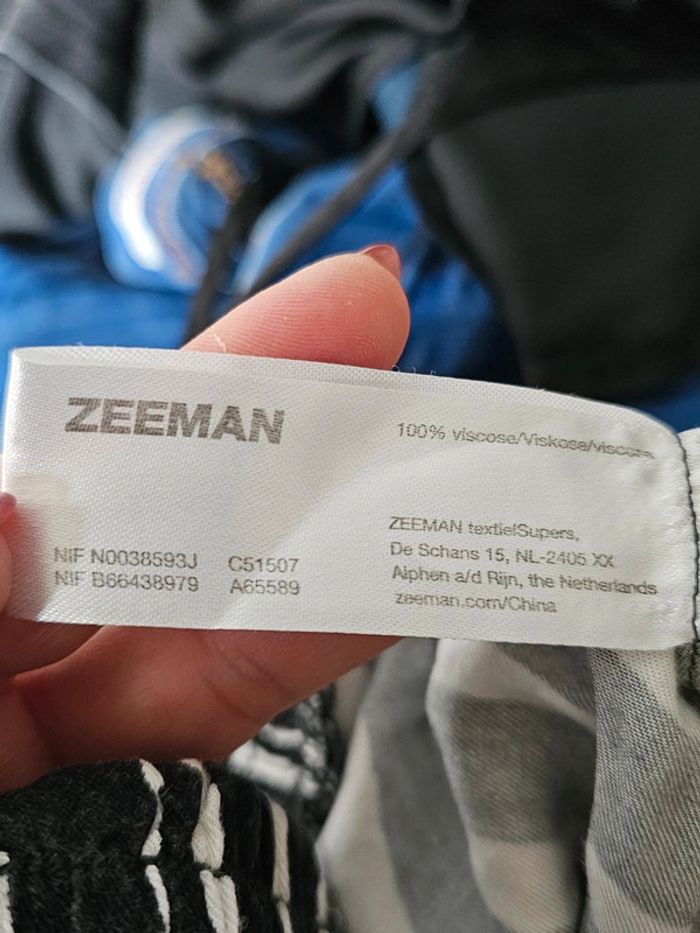 ZEEMAN
100% viscose/Viskose/viscose
NIF N0038593J C51507
NIF B66438979 A65589
ZEEMAN textielSupers,
De Schans 15, NL-2405 XX
Alphen a/d Rijn, the Netherlands
zeeman.com/China